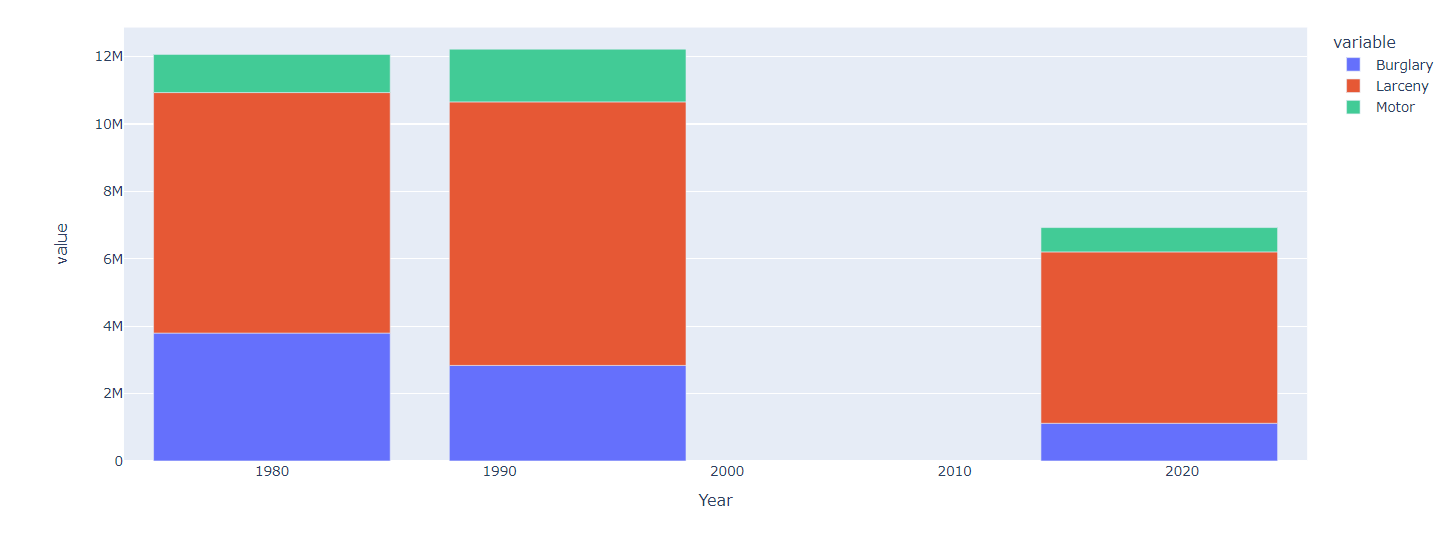 variable
Burglary
Larceny
Motor
12M
10M
8M
6M
4M
2M
0
value
1980 1990 2000 2010 2020
Year